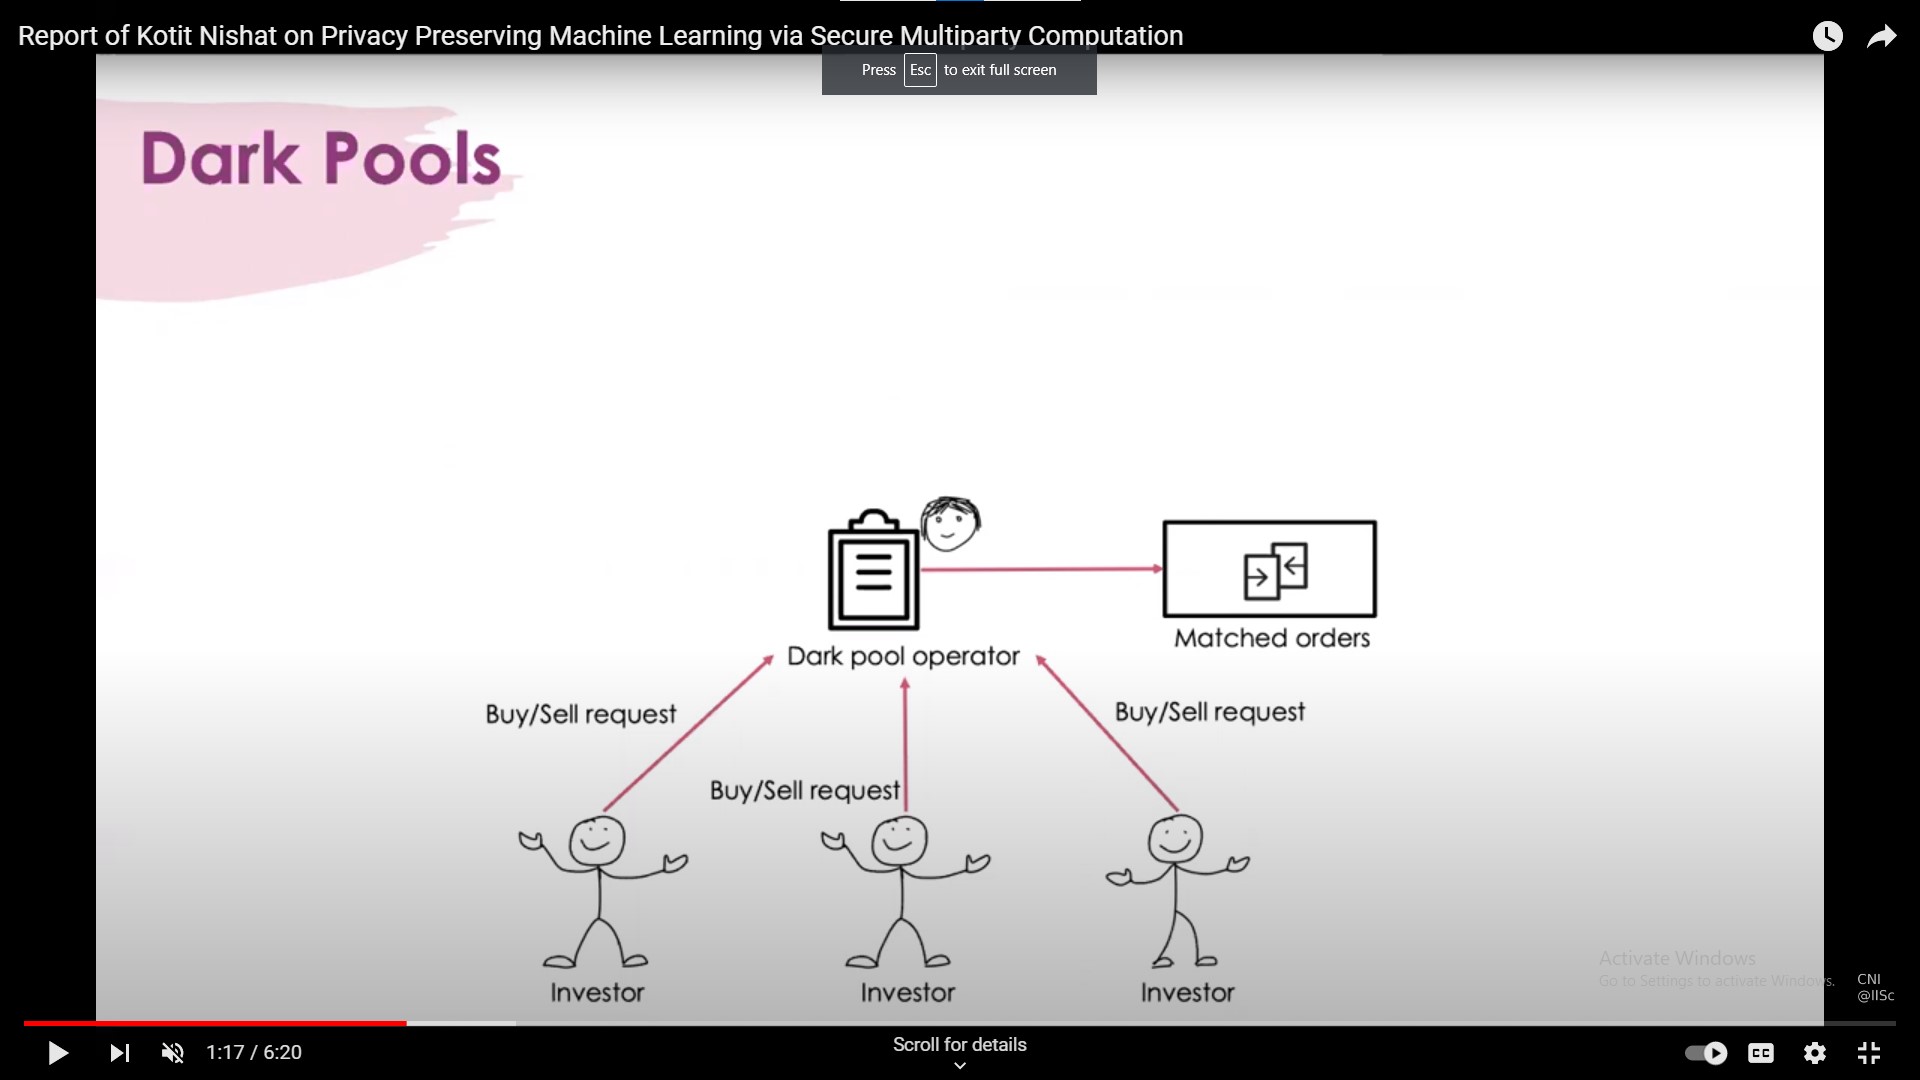 Report of Kotit Nishat on Privacy Preserving Machine Learning via Secure Multiparty Computation
Press Esc to exit full screen
Dark Pools
Dark pool operator
Matched orders
Buy/Sell request
Buy/Sell request
Buy/Sell request
Investor
Investor
Investor
Activate Windows
Go to Settings to activate Windows.
CNI
@IISc
1:17 / 6:20
Scroll for details
CC